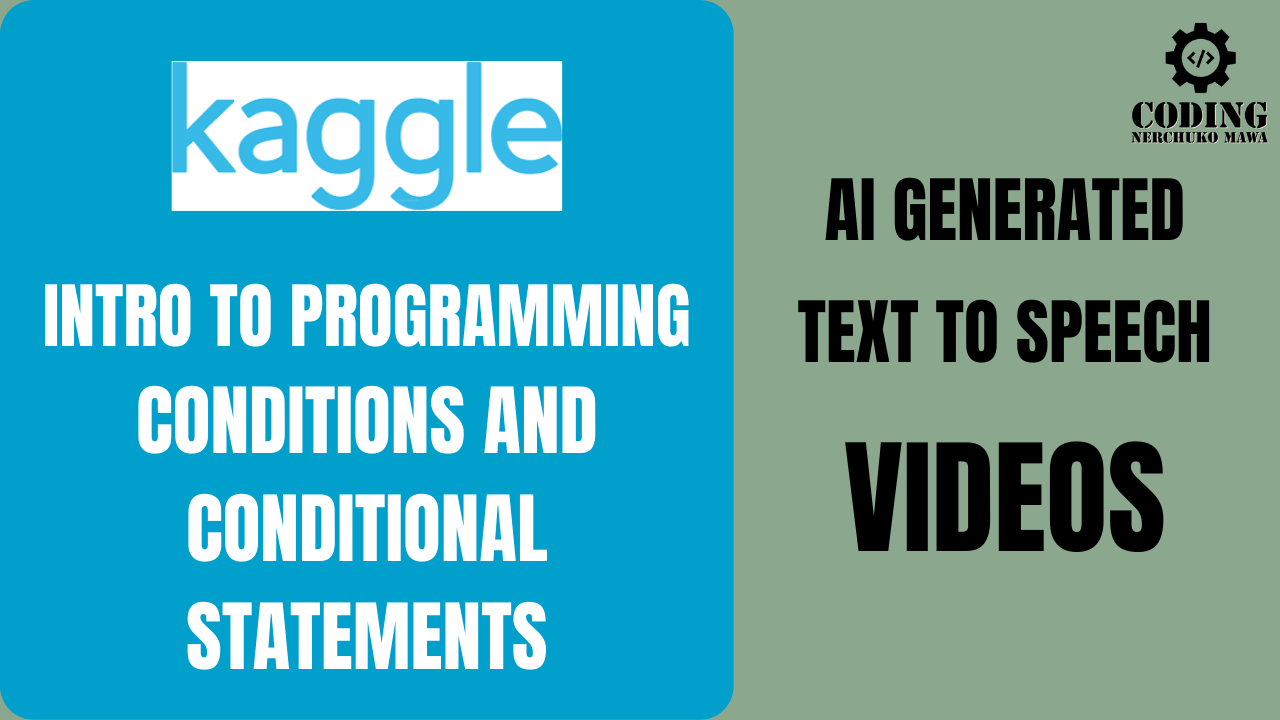 kaggle
INTRO TO PROGRAMMING
CONDITIONS AND
CONDITIONAL
STATEMENTS
</>
CODING
NERCHUKO MAWA
AI GENERATED
TEXT TO SPEECH
VIDEOS